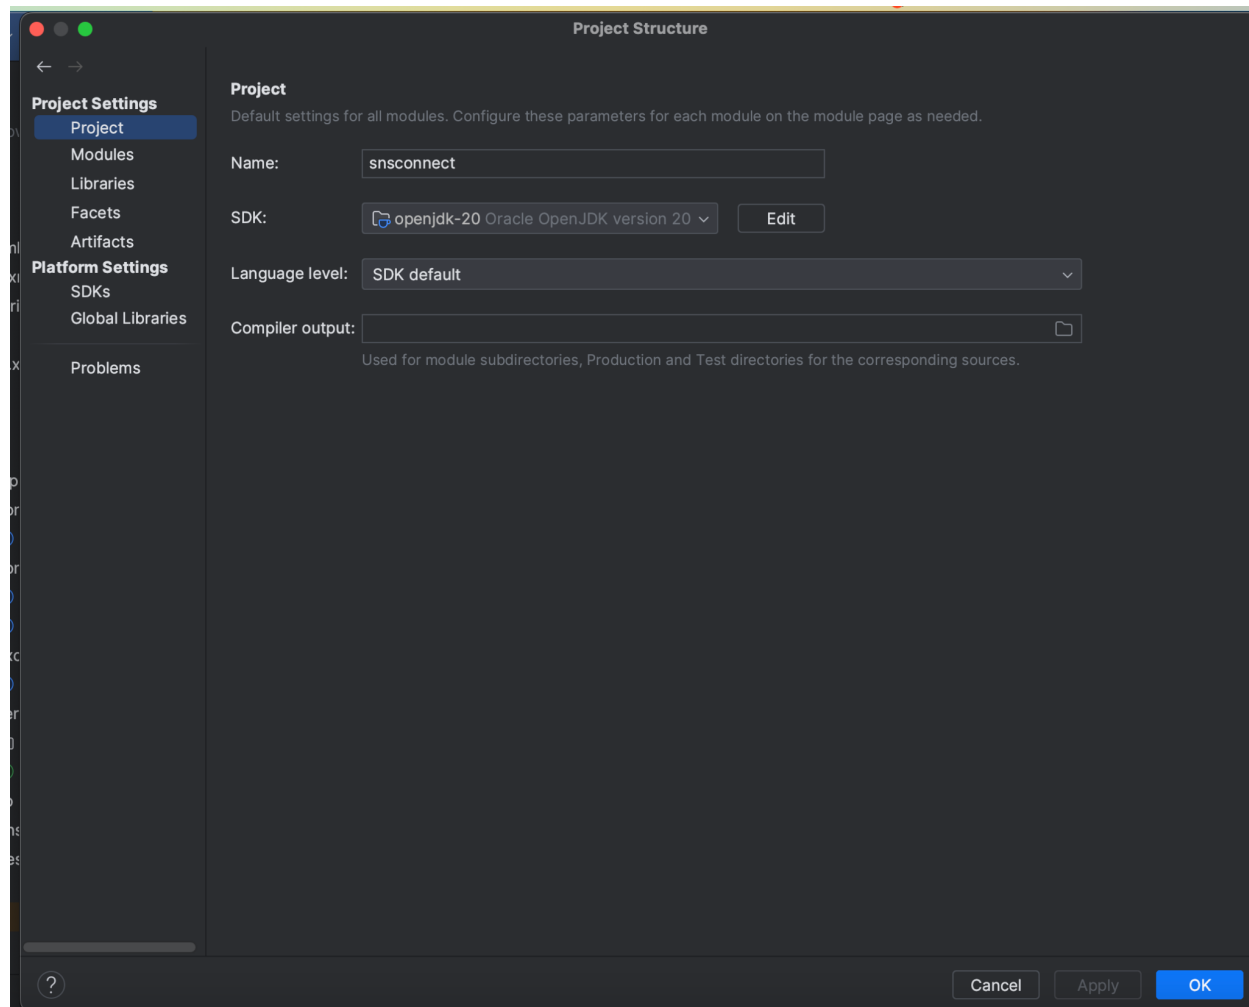 Project Structure
Project Settings
Project
Modules
Libraries
Facets
Artifacts
Platform Settings
SDKs
Global Libraries
Problems
Project
Default settings for all modules. Configure these parameters for each module on the module page as needed.
Name: snsconnect
SDK: openjdk-20 Oracle OpenJDK version 20 Edit
Language level: SDK default
Compiler output:
Used for module subdirectories, Production and Test directories for the corresponding sources.
? Cancel Apply OK